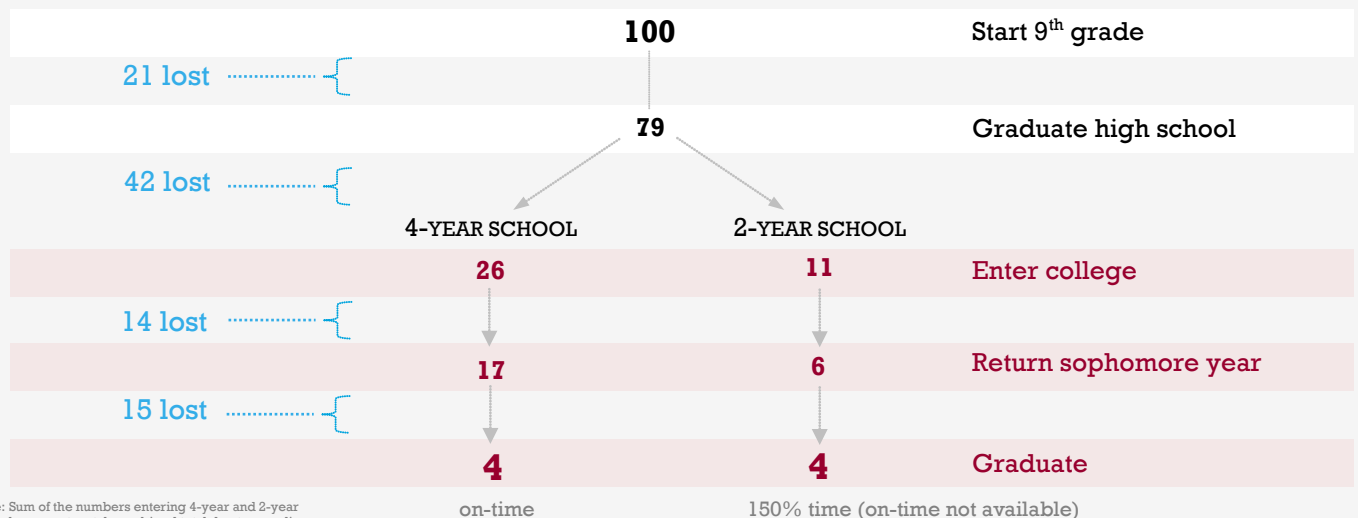 100 Start 9th grade
21 lost
79 Graduate high school
42 lost
4-YEAR SCHOOL 2-YEAR SCHOOL
26 11 Enter college
14 lost
17 6 Return sophomore year
15 lost
4 4 Graduate
: Sum of the numbers entering 4-year and 2-year on-time 150% time (on-time not available)